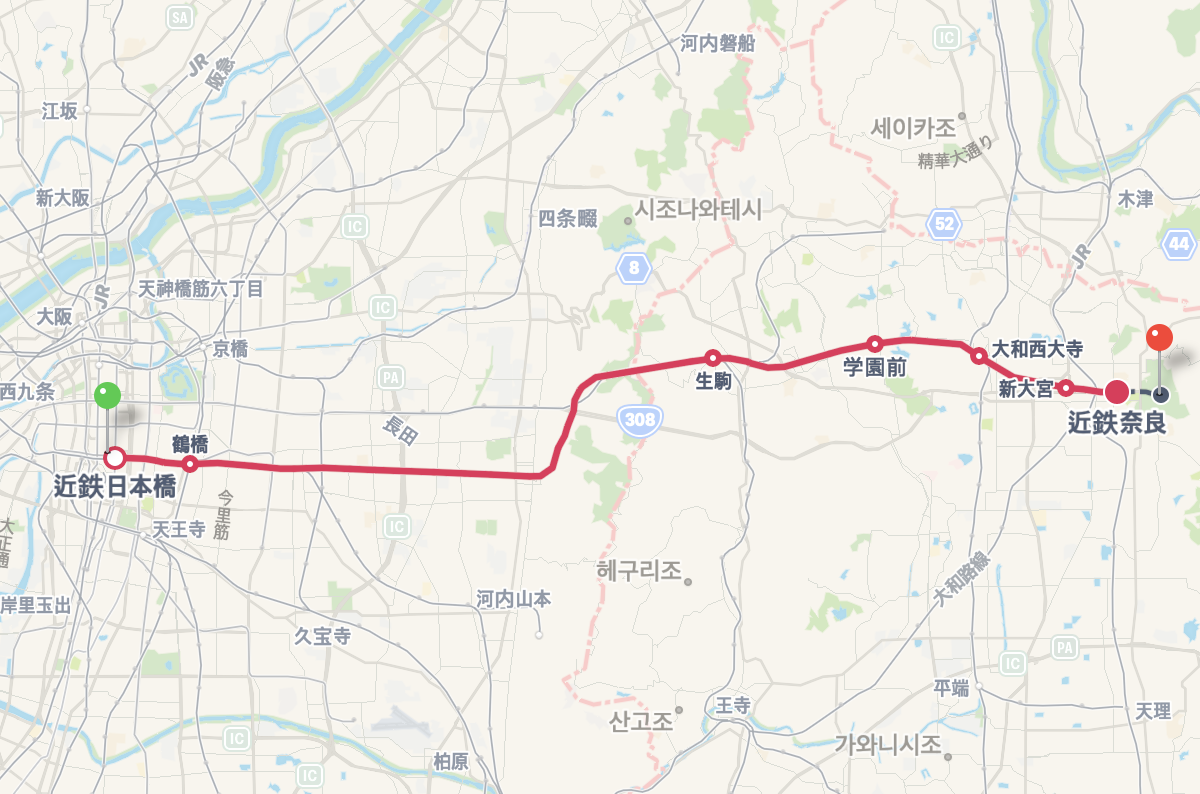 SA
JR
阪急
河内磐船
IC
江坂
세이카조
精華大通り
新大阪
木津
四条畷
시조나와테시
IC
52
44
JR
8
JR
天神橋筋六丁目
大阪
IC
京橋
大和西大寺
PA
生駒
学園前
西九条
新大宮
308
近鉄奈良
長田
鶴橋
近鉄日本橋
今里筋
大正通
天王寺
IC
헤구리조
大和路線
岸里玉出
河内山本
久宝寺
PA
IC
平端
王寺
天理
산고조
IC
가와니시조
柏原
IC